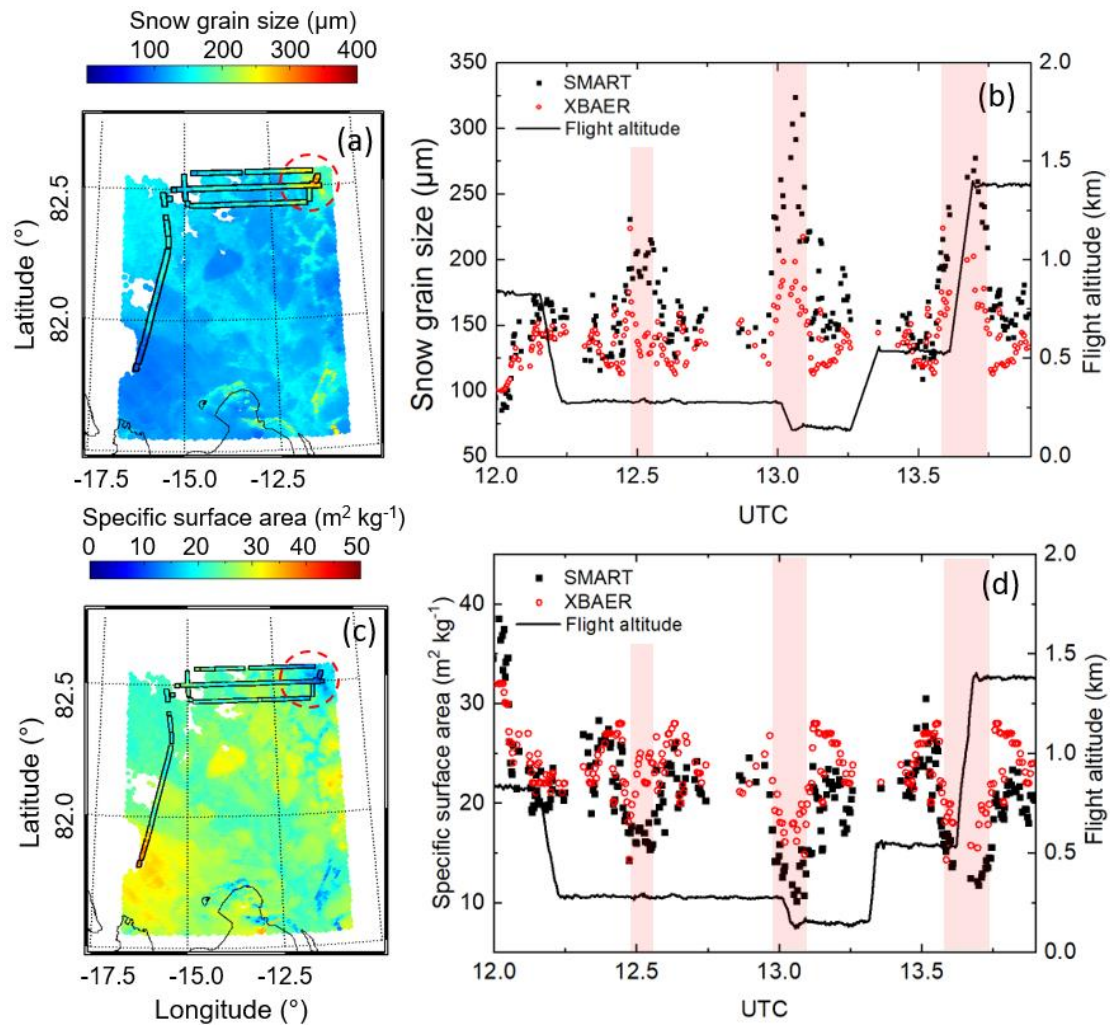 Snow grain size (μm)
100 200 300 400
(a)
82.5
82.0
Latitude (°)
-17.5 -15.0 -12.5
350
300
250
200
150
100
50
Snow grain size (μm)
SMART
XBAER
Flight altitude
(b)
2.0
1.5
1.0
0.5
0.0
Flight altitude (km)
12.0 12.5 13.0 13.5
UTC
Specific surface area (m² kg⁻¹)
0 10 20 30 40 50
(c)
82.5
82.0
Latitude (°)
-17.5 -15.0 -12.5
Longitude (°)
40
30
20
10
Specific surface area (m² kg⁻¹)
SMART
XBAER
Flight altitude
(d)
2.0
1.5
1.0
0.5
0.0
Flight altitude (km)
12.0 12.5 13.0 13.5
UTC